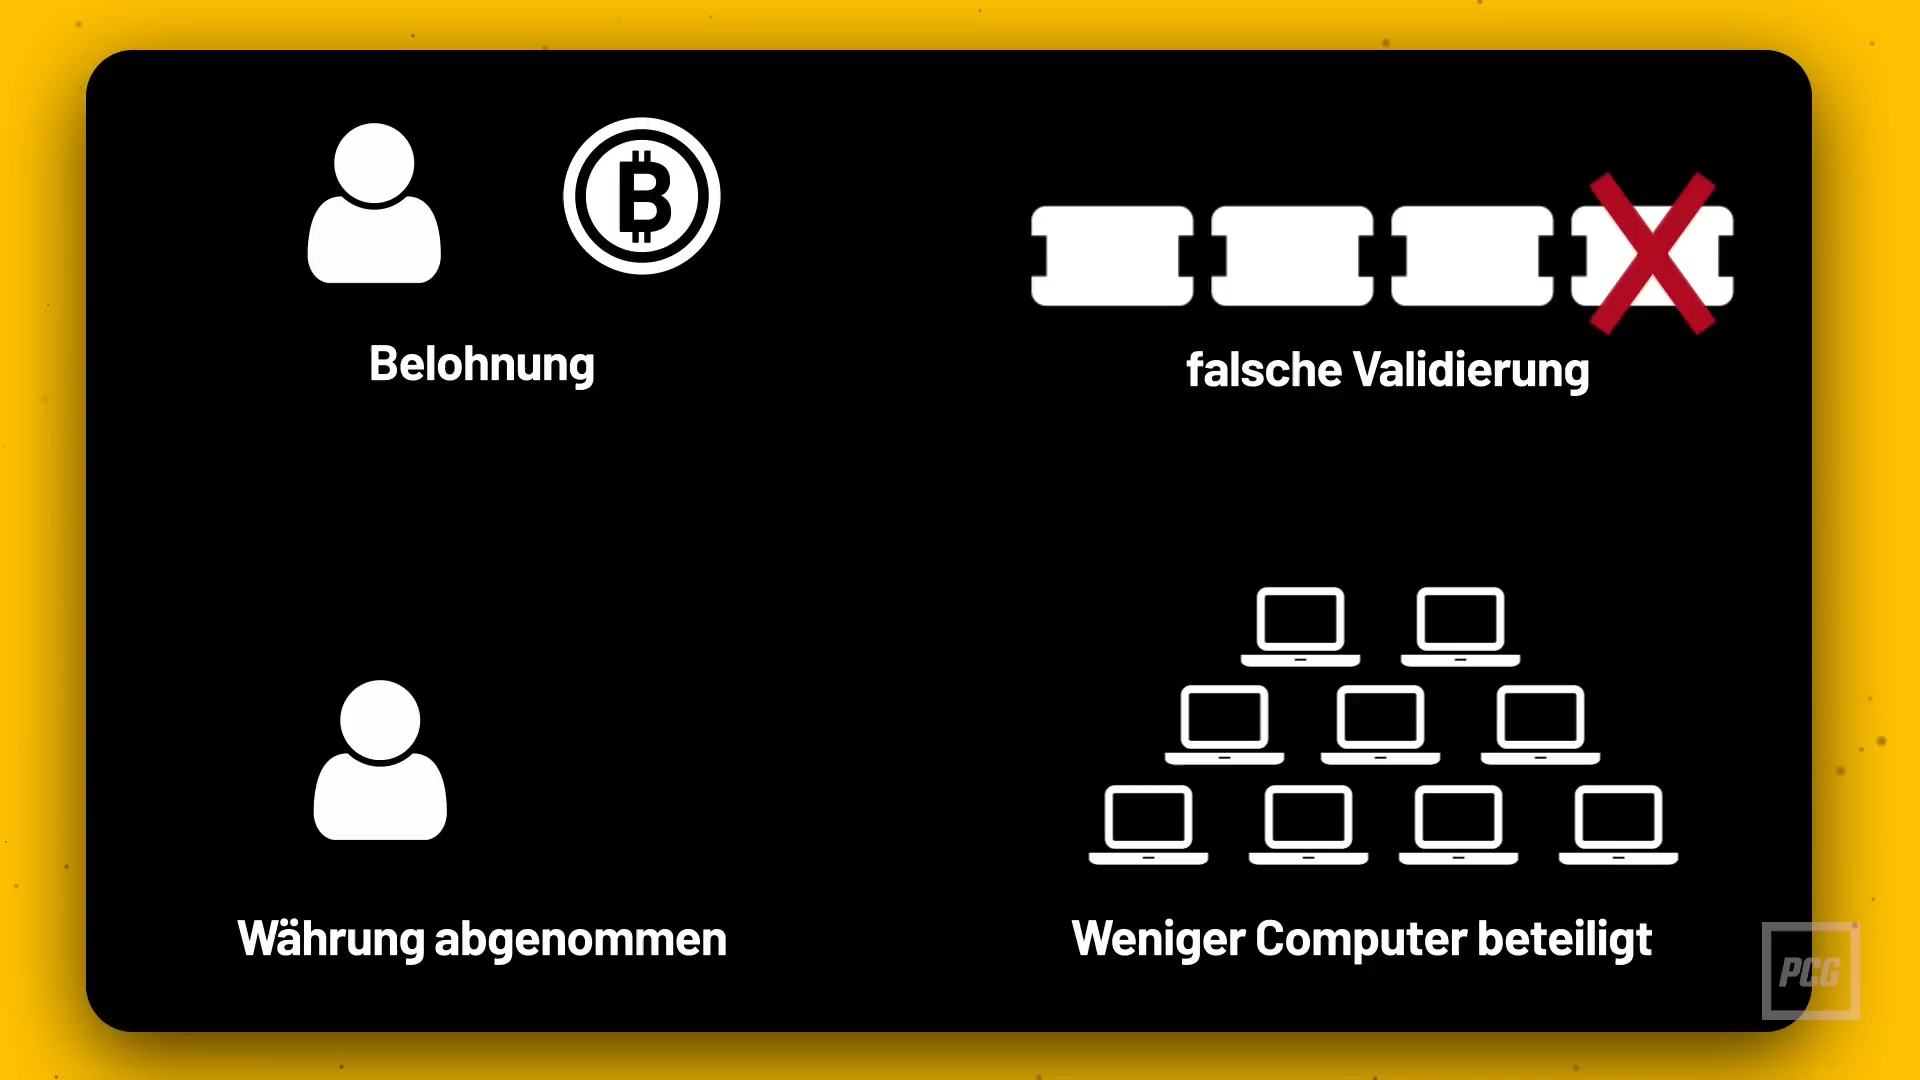 Belohnung
falsche Validierung
Währung abgenommen
Weniger Computer beteiligt
PCG